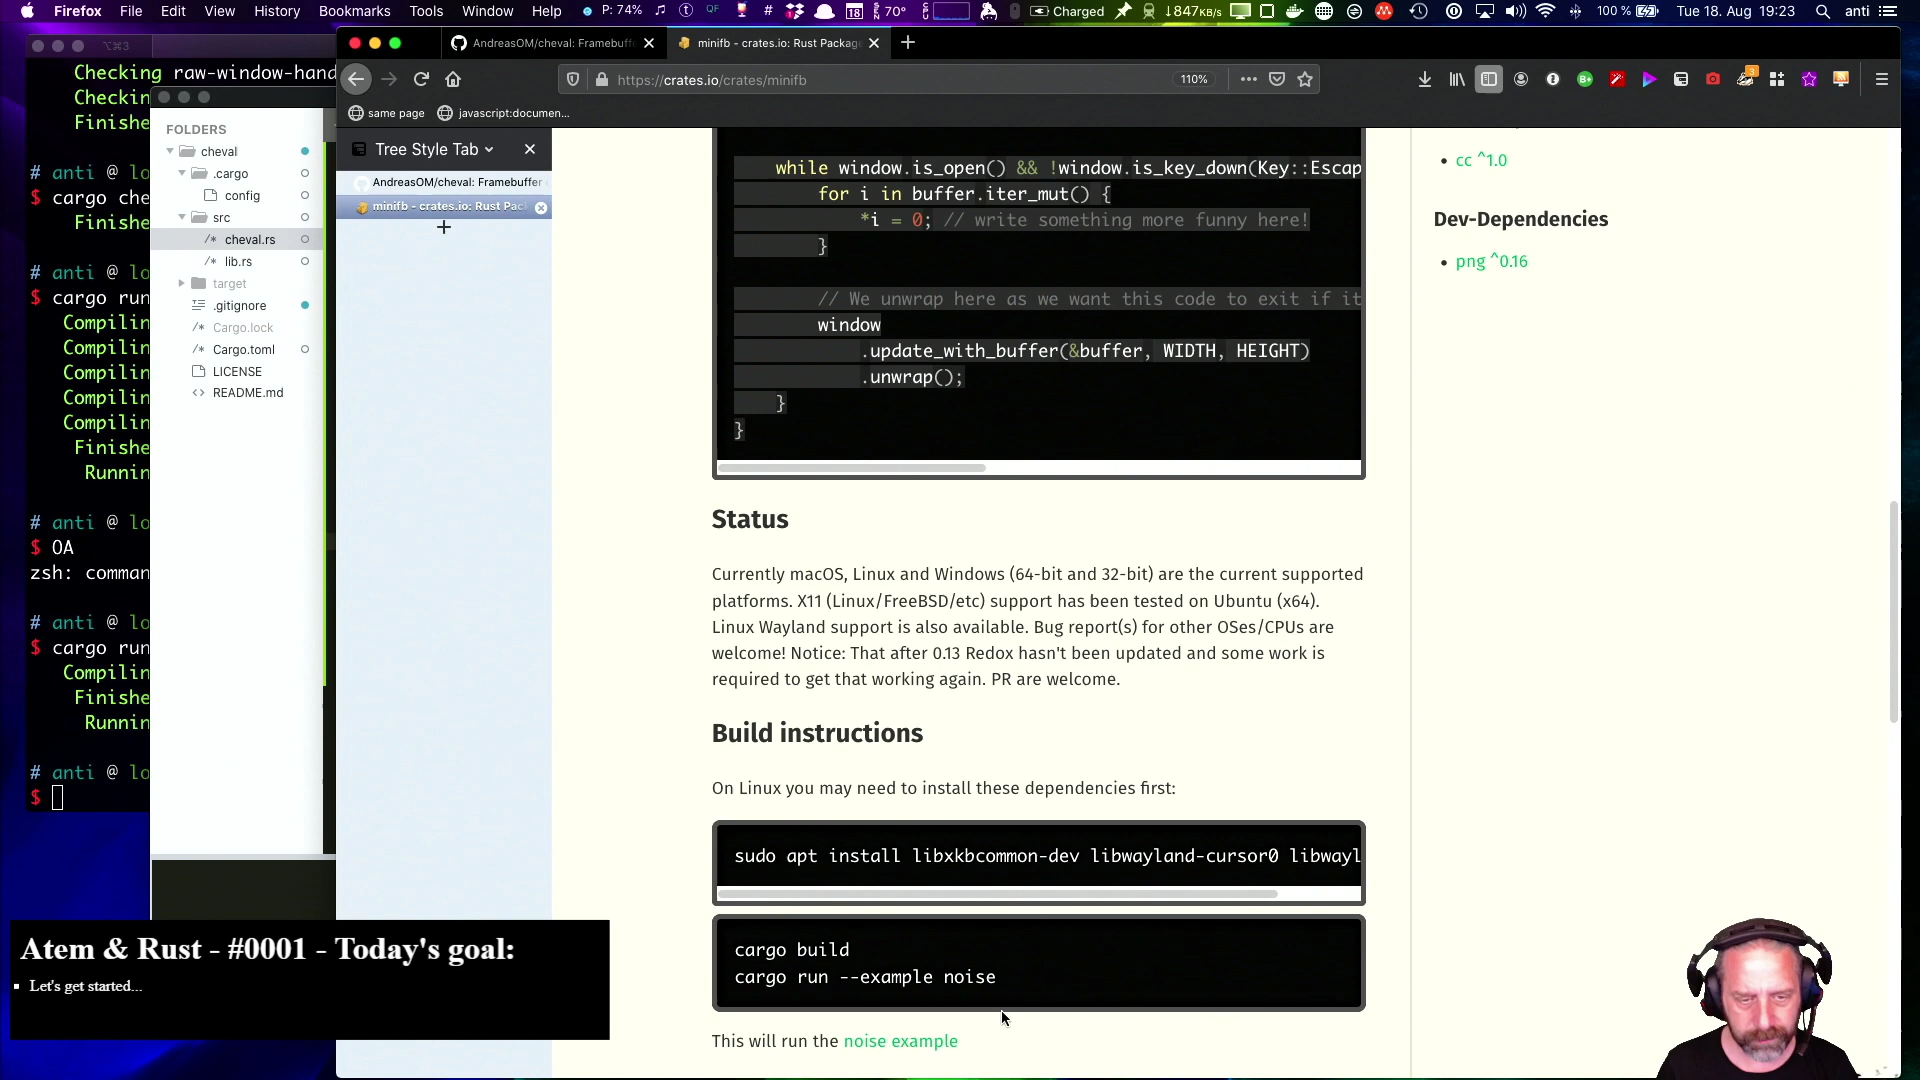 Firefox File Edit View History Bookmarks Tools Window Help
P: 74%
QF
18
70°
Charged
↓847KB/s
100 %
Tue 18. Aug 19:23
anti
⌥⌘3
Checking raw-window-hand
Checkin
Finishe
# anti @ lo
$ cargo che
Finishe
# anti @ lo
$ cargo run
Compilin
Compilin
Compilin
Compilin
Compilin
Finishe
Runnin
# anti @ lo
$ OA
zsh: comman
# anti @ lo
$ cargo run
Compilin
Finishe
Runnin
# anti @ lo
$
FOLDERS
cheval
.cargo
config
src
/* cheval.rs
/* lib.rs
target
.gitignore
/* Cargo.lock
/* Cargo.toml
LICENSE
<> README.md
AndreasOM/cheval: Framebuff
minifb - crates.io: Rust Package
https://crates.io/crates/minifb
110%
same page
javascript:documen...
Tree Style Tab
AndreasOM/cheval: Framebuffer
minifb - crates.io: Rust Pac
while window.is_open() && !window.is_key_down(Key::Escap
for i in buffer.iter_mut() {
*i = 0; // write something more funny here!
}
// We unwrap here as we want this code to exit if it
window
.update_with_buffer(&buffer, WIDTH, HEIGHT)
.unwrap();
}
}
Status
Currently macOS, Linux and Windows (64-bit and 32-bit) are the current supported
platforms. X11 (Linux/FreeBSD/etc) support has been tested on Ubuntu (x64).
Linux Wayland support is also available. Bug report(s) for other OSes/CPUs are
welcome! Notice: That after 0.13 Redox hasn't been updated and some work is
required to get that working again. PR are welcome.
Build instructions
On Linux you may need to install these dependencies first:
sudo apt install libxkbcommon-dev libwayland-cursor0 libwayl
cargo build
cargo run --example noise
This will run the noise example
cc ^1.0
Dev-Dependencies
png ^0.16
Atem & Rust - #0001 - Today's goal:
Let's get started...